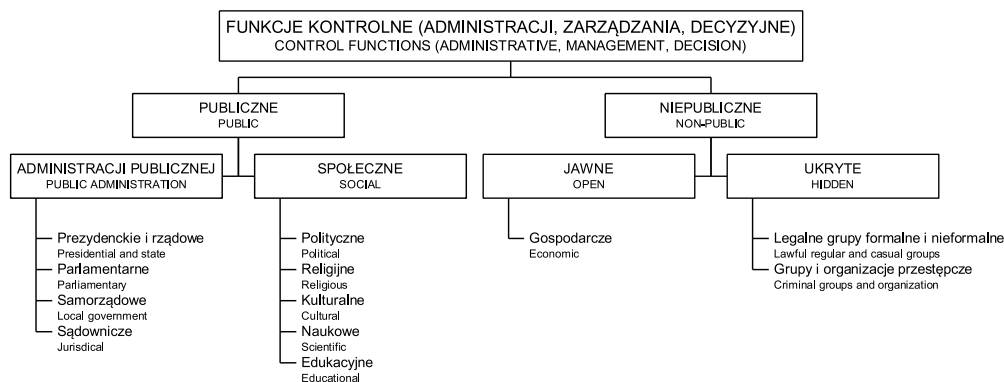 FUNKCJE KONTROLNE (ADMINISTRACJI, ZARZĄDZANIA, DECYZYJNE)
CONTROL FUNCTIONS (ADMINISTRATIVE, MANAGEMENT, DECISION)
PUBLICZNE
PUBLIC
NIEPUBLICZNE
NON-PUBLIC
ADMINISTRACJI PUBLICZNEJ
PUBLIC ADMINISTRATION
SPOŁECZNE
SOCIAL
JAWNE
OPEN
UKRYTE
HIDDEN
Prezydenckie i rządowe
Presidential and state
Parlamentarne
Parliamentary
Samorządowe
Local government
Sądownicze
Jurisdical
Polityczne
Political
Religijne
Religious
Kulturalne
Cultural
Naukowe
Scientific
Edukacyjne
Educational
Gospodarcze
Economic
Legalne grupy formalne i nieformalne
Lawful regular and casual groups
Grupy i organizacje przestępcze
Criminal groups and organization